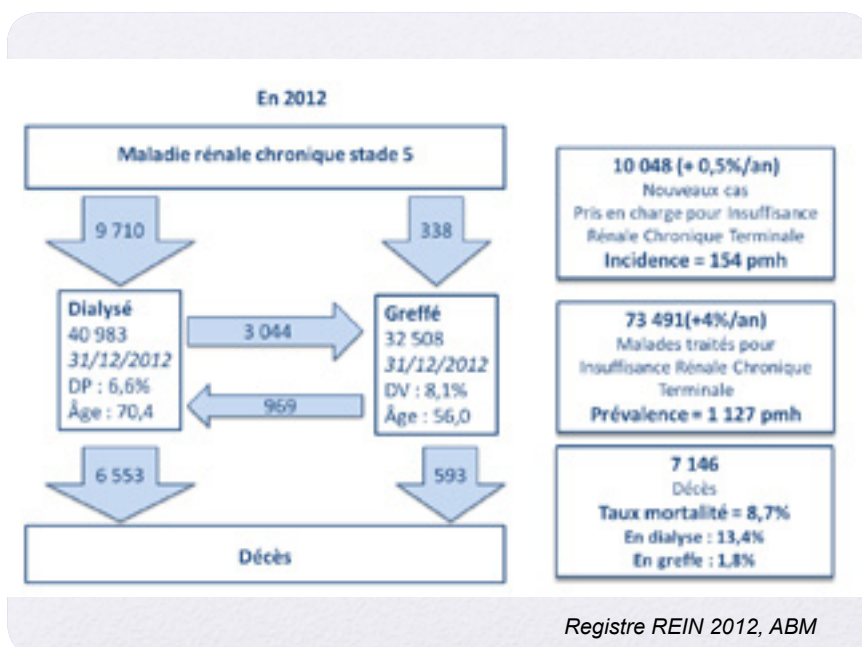 En 2012
Maladie rénale chronique stade 5
9 710
338
Dialysé
40 983
31/12/2012
DP : 6,6%
Âge : 70,4
3 044
969
Greffé
32 508
31/12/2012
DV : 8,1%
Âge : 56,0
6 553
593
Décès
10 048 (+ 0,5%/an)
Nouveaux cas
Pris en charge pour Insuffisance
Rénale Chronique Terminale
Incidence = 154 pmh
73 491(+4%/an)
Malades traités pour
Insuffisance Rénale Chronique
Terminale
Prévalence = 1 127 pmh
7 146
Décès
Taux mortalité = 8,7%
En dialyse : 13,4%
En greffe : 1,8%
Registre REIN 2012, ABM